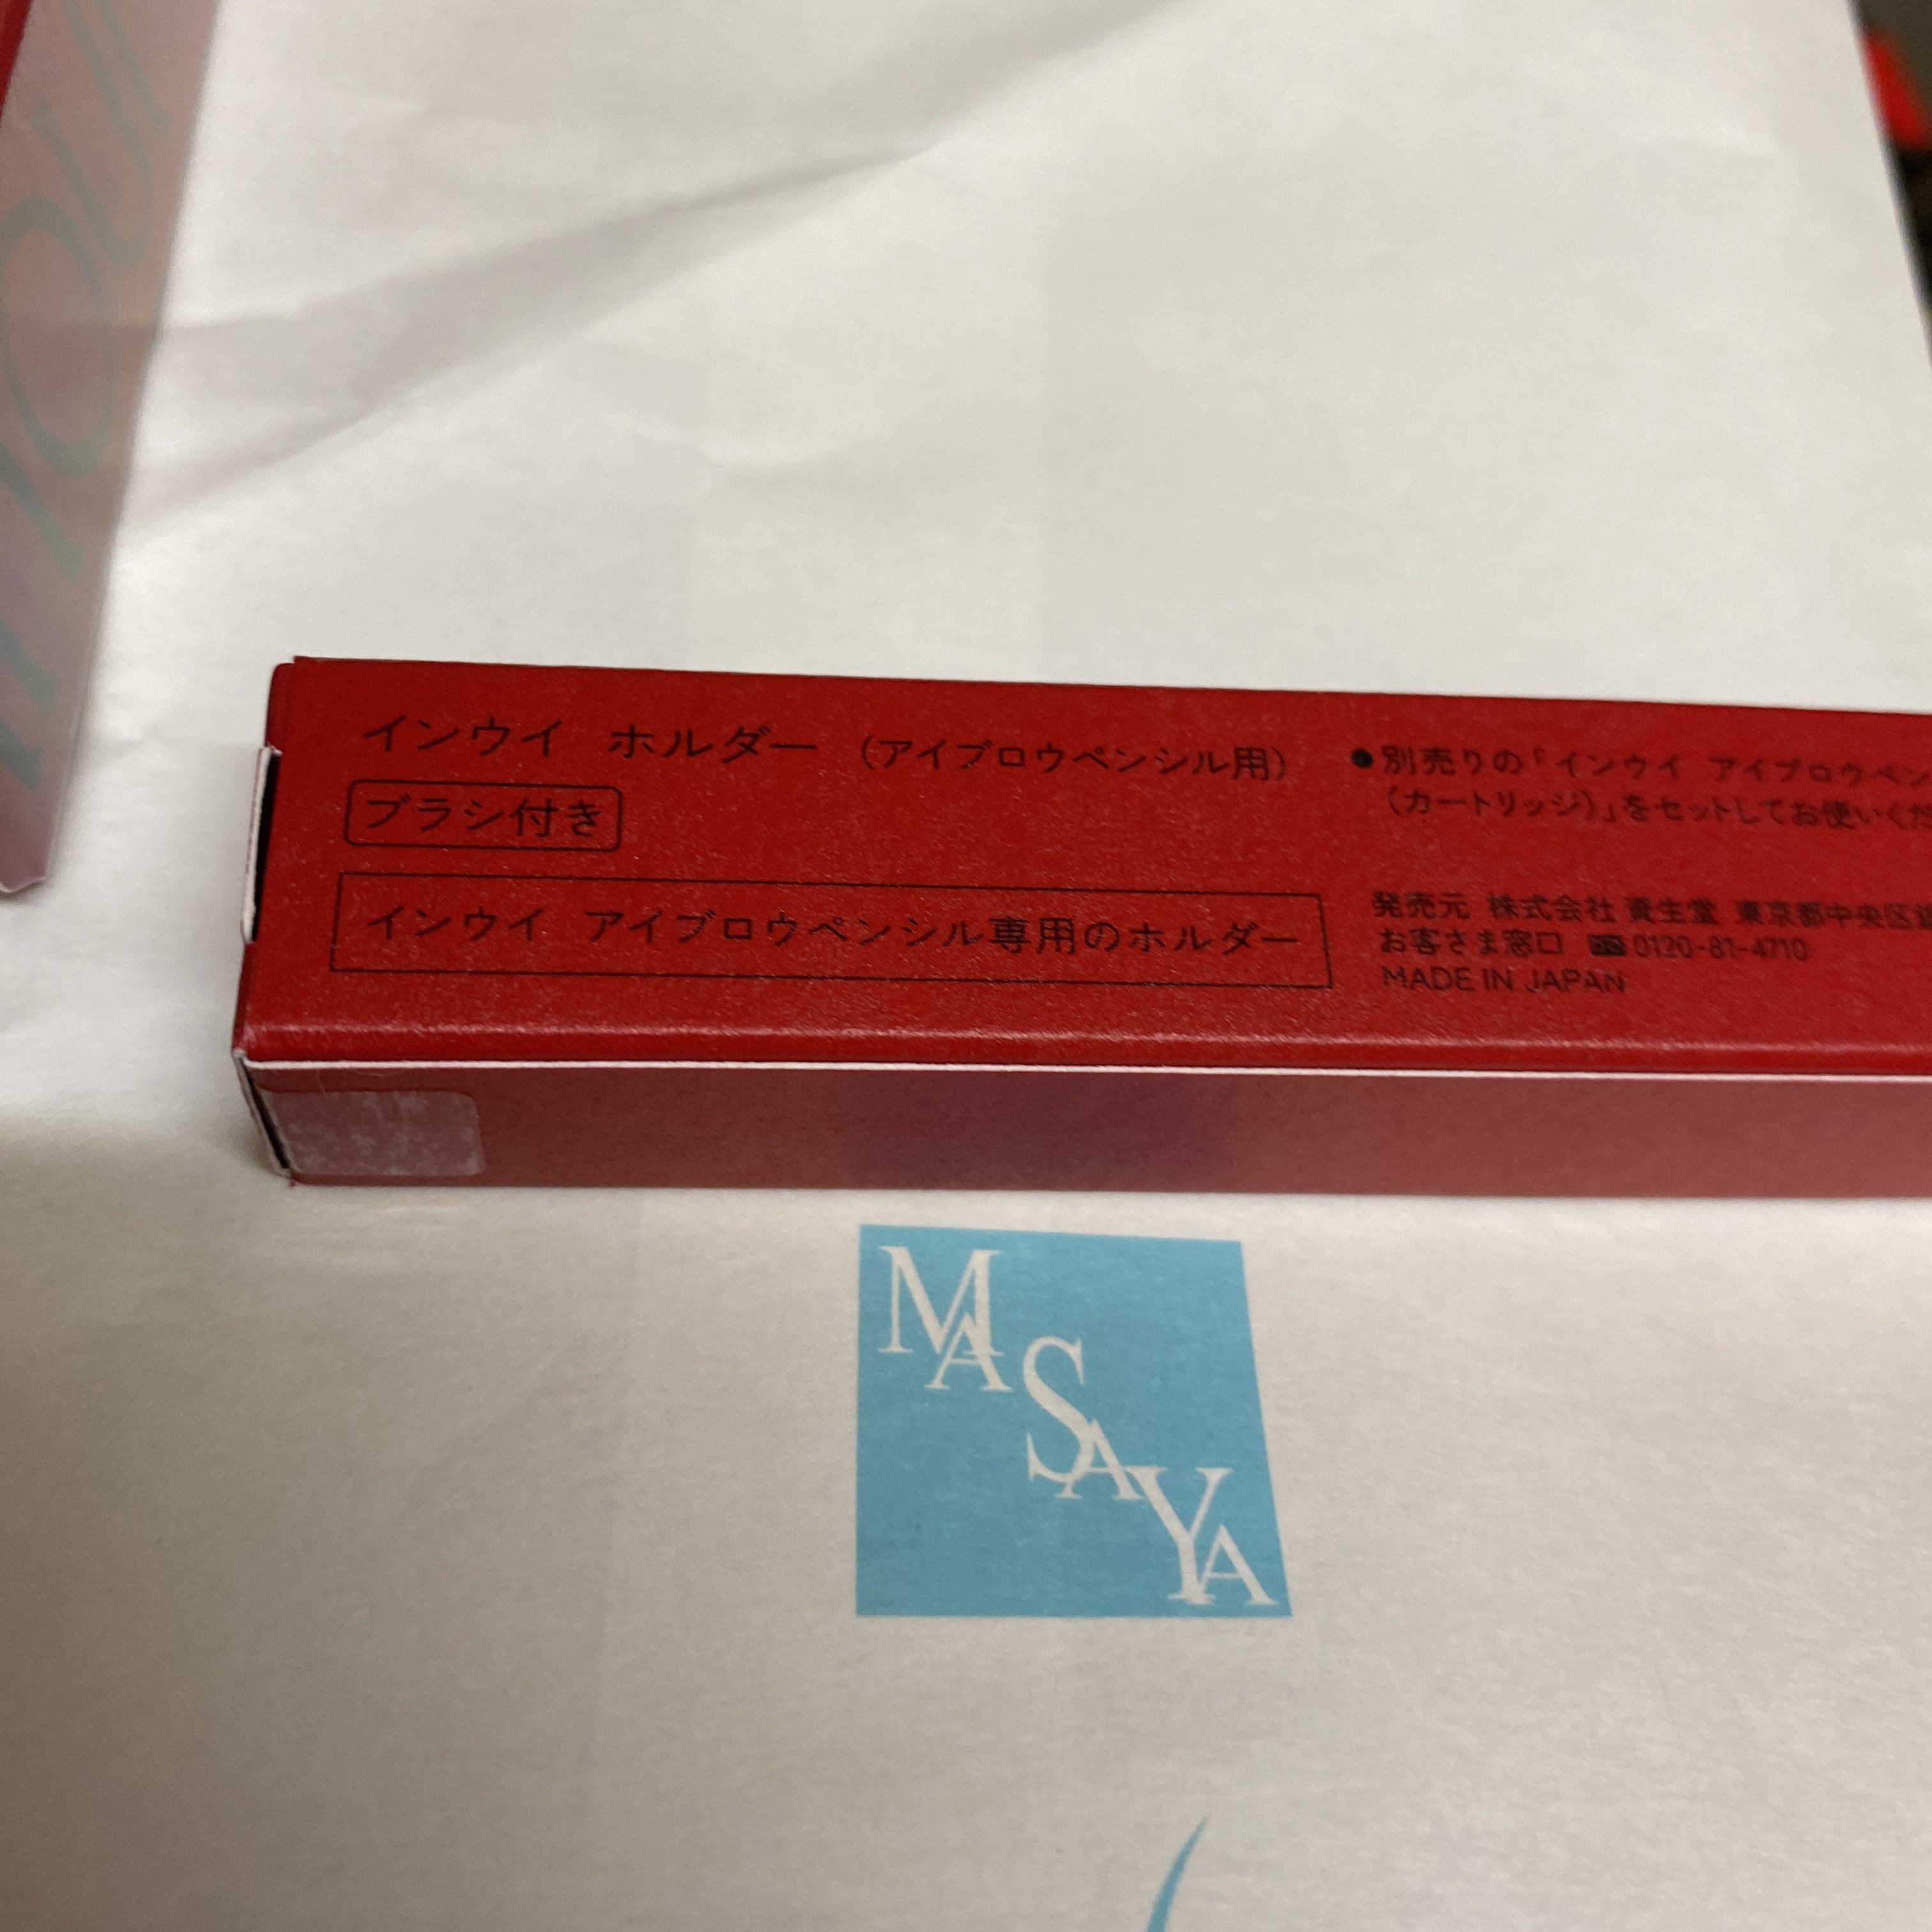 インウイ ホルダー （アイブロウペンシル用）
ブラシ付き
インウイ アイブロウペンシル専用のホルダー
●別売りの「インウイ アイブロウペン
（カートリッジ）」をセットしてお使いくだ
発売元 株式会社 資生堂 東京都中央区
お客さま窓口 0120-81-4710
MADE IN JAPAN
MASAYA